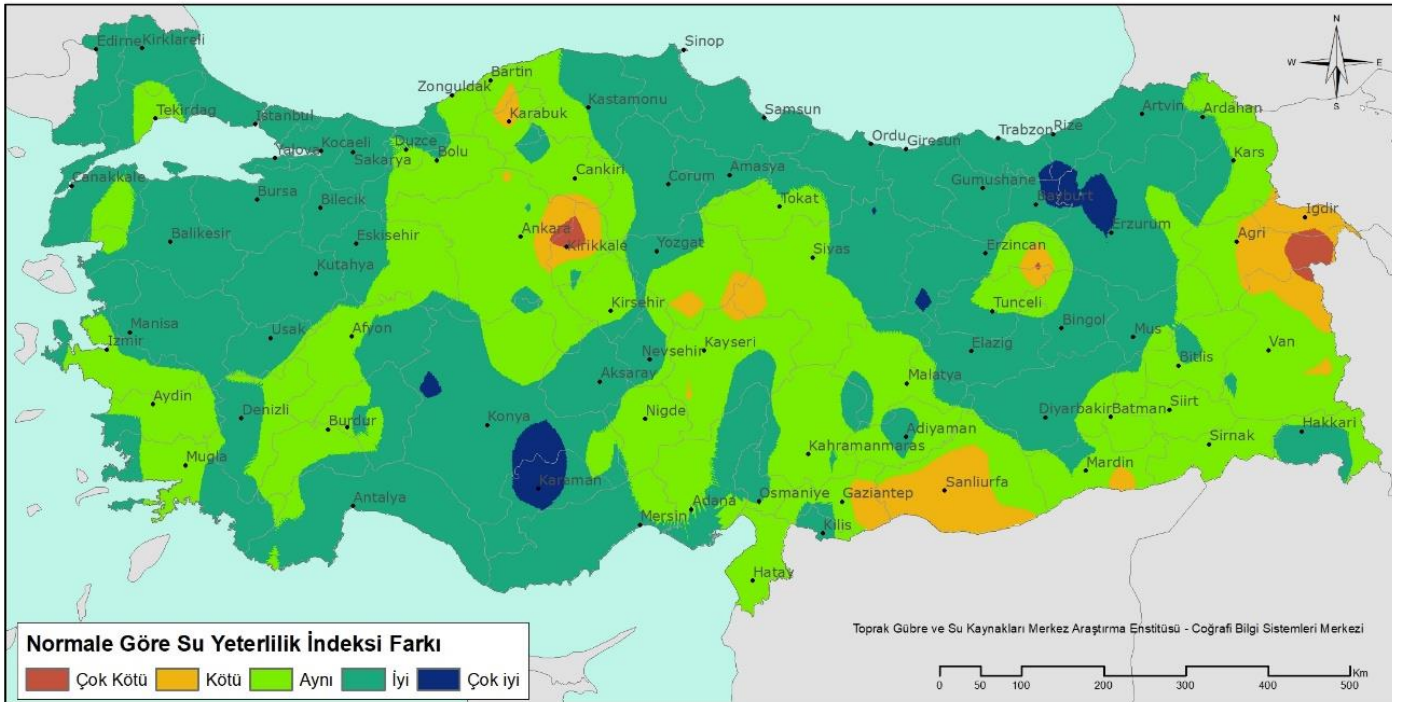 N
W E
S
Edirne Kirklareli
Sinop
Bartin
Zonguldak
Kastamonu
Tekirdag
Istanbul
Karabuk
Samsun
Artvin
Ardahan
Kocaeli
Yalova
Sakarya
Duzce
Bolu
Ordu
Giresun
Trabzon
Rize
Kars
Canakkale
Bursa
Bilecik
Cankiri
Corum
Amasya
Tokat
Gumushane
Bayburt
Igdir
Balikesir
Eskisehir
Ankara
Kirikkale
Yozgat
Sivas
Erzincan
Erzurum
Agri
Kutahya
Kirsehir
Tunceli
Manisa
Usak
Afyon
Izmir
Nevsehir
Kayseri
Elazig
Bingol
Mus
Bitlis
Van
Aksaray
Malatya
Aydin
Denizli
Burdur
Konya
Nigde
Adiyaman
Diyarbakir
Batman
Siirt
Hakkari
Mugla
Kahramanmaras
Sirnak
Mardin
Karaman
Antalya
Mersin
Adana
Osmaniye
Gaziantep
Sanliurfa
Kilis
Hatay
Normale Göre Su Yeterlilik İndeksi Farkı
Çok Kötü Kötü Aynı İyi Çok iyi
Toprak Gübre ve Su Kaynakları Merkez Araştırma Enstitüsü - Coğrafi Bilgi Sistemleri Merkezi
Km
0 50 100 200 300 400 500